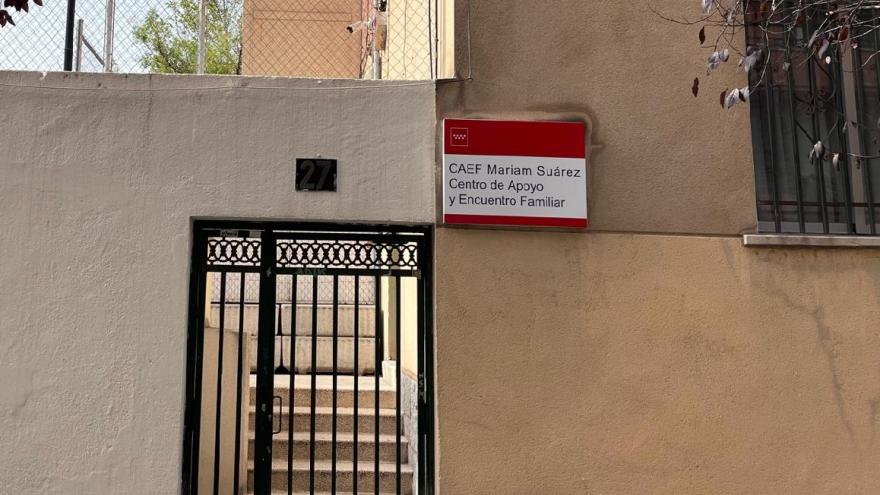 27
CAEF Mariam Suárez
Centro de Apoyo
y Encuentro Familiar